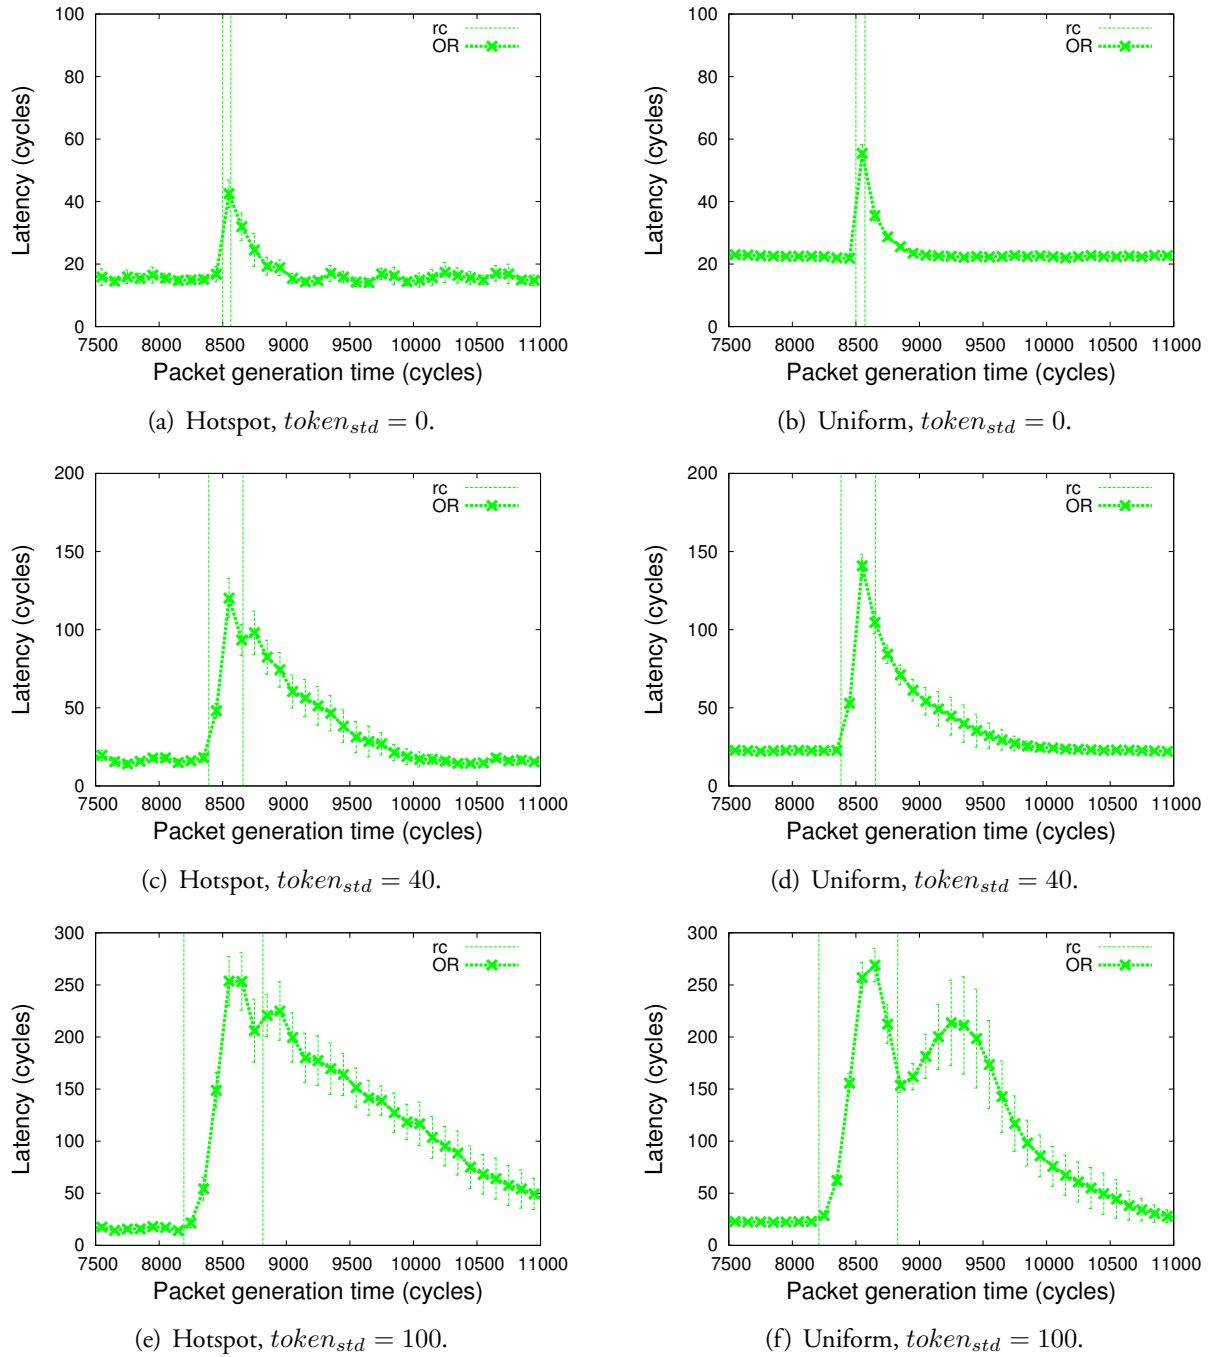 100
80
60
40
20
0
7500 8000 8500 9000 9500 10000 10500 11000
Latency (cycles)
Packet generation time (cycles)
rc
OR
(a) Hotspot, token_std = 0.
100
80
60
40
20
0
7500 8000 8500 9000 9500 10000 10500 11000
Latency (cycles)
Packet generation time (cycles)
rc
OR
(b) Uniform, token_std = 0.
200
150
100
50
0
7500 8000 8500 9000 9500 10000 10500 11000
Latency (cycles)
Packet generation time (cycles)
rc
OR
(c) Hotspot, token_std = 40.
200
150
100
50
0
7500 8000 8500 9000 9500 10000 10500 11000
Latency (cycles)
Packet generation time (cycles)
rc
OR
(d) Uniform, token_std = 40.
300
250
200
150
100
50
0
7500 8000 8500 9000 9500 10000 10500 11000
Latency (cycles)
Packet generation time (cycles)
rc
OR
(e) Hotspot, token_std = 100.
300
250
200
150
100
50
0
7500 8000 8500 9000 9500 10000 10500 11000
Latency (cycles)
Packet generation time (cycles)
rc
OR
(f) Uniform, token_std = 100.